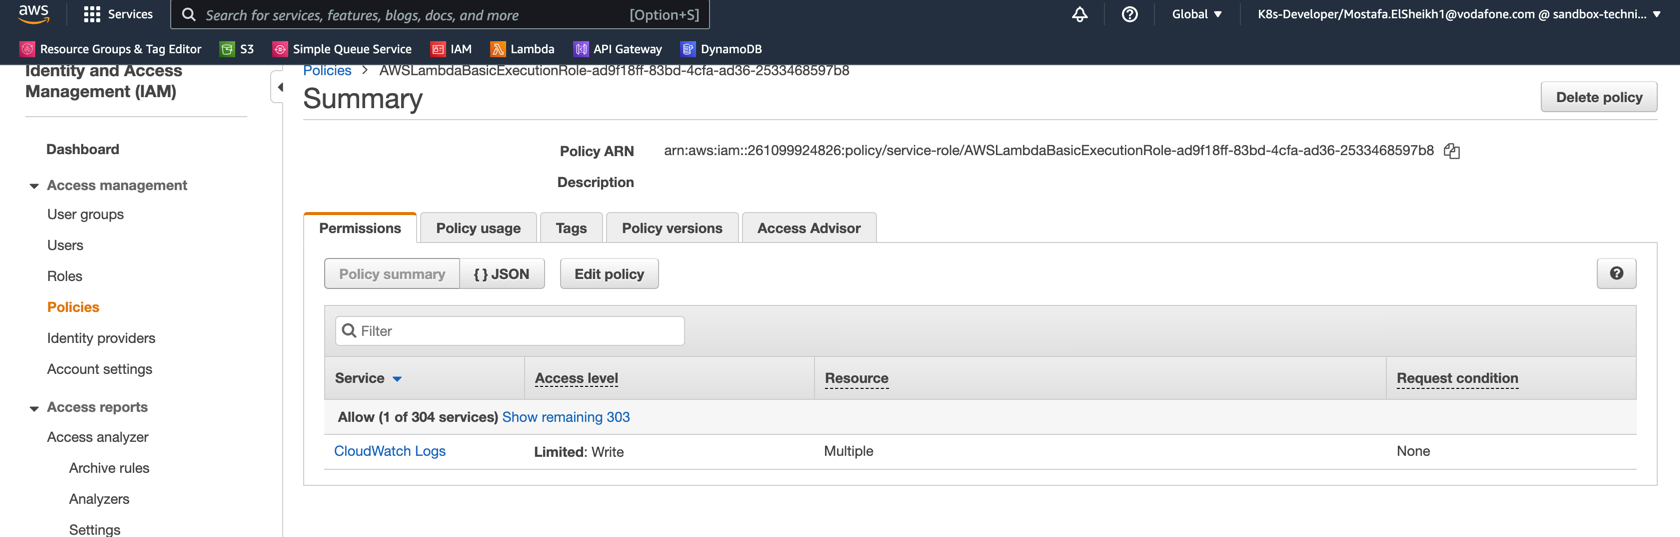 aws Services Search for services, features, blogs, docs, and more [Option+S] Global K8s-Developer/Mostafa.ElSheikh1@vodafone.com @ sandbox-techni...
Resource Groups & Tag Editor S3 Simple Queue Service IAM Lambda API Gateway DynamoDB
Identity and Access
Management (IAM)
Dashboard
Access management
User groups
Users
Roles
Policies
Identity providers
Account settings
Access reports
Access analyzer
Archive rules
Analyzers
Settings
Policies > AWSLambdaBasicExecutionRole-ad9f18ff-83bd-4cfa-ad36-2533468597b8
Summary
Delete policy
Policy ARN arn:aws:iam::261099924826:policy/service-role/AWSLambdaBasicExecutionRole-ad9f18ff-83bd-4cfa-ad36-2533468597b8
Description
Permissions Policy usage Tags Policy versions Access Advisor
Policy summary { } JSON Edit policy ?
Filter
Service Access level Resource Request condition
Allow (1 of 304 services) Show remaining 303
CloudWatch Logs Limited: Write Multiple None